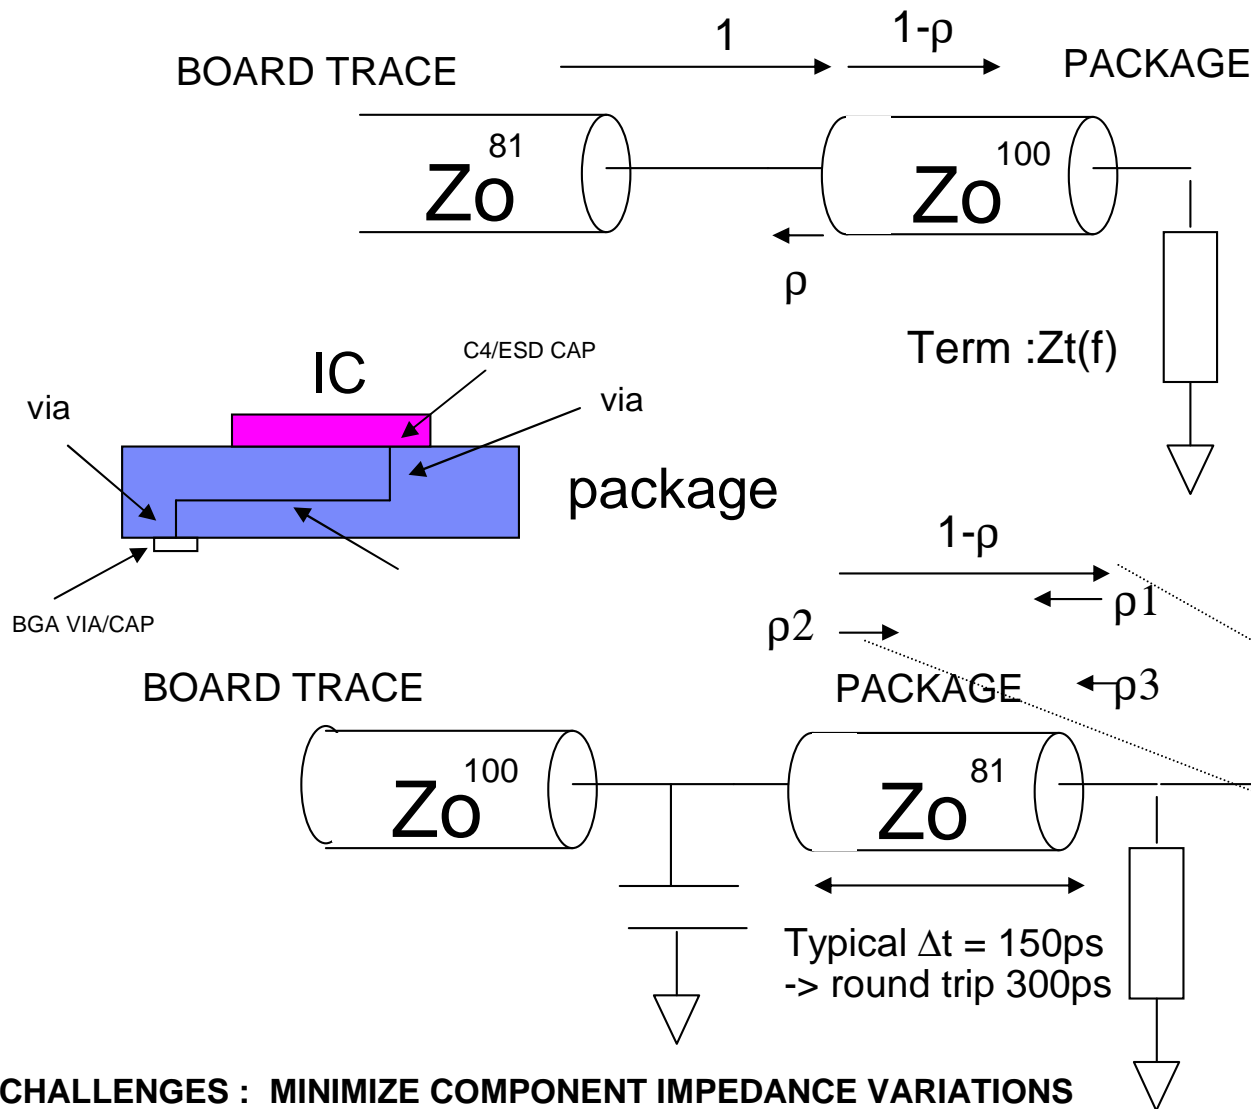 1
1-ρ
BOARD TRACE
PACKAGE
Zo 81
Zo 100
ρ
Term :Zt(f)
IC
C4/ESD CAP
via
via
package
BGA VIA/CAP
1-ρ
ρ1
ρ2
ρ3
BOARD TRACE
PACKAGE
Zo 100
Zo 81
Typical Δt = 150ps
-> round trip 300ps
CHALLENGES : MINIMIZE COMPONENT IMPEDANCE VARIATIONS